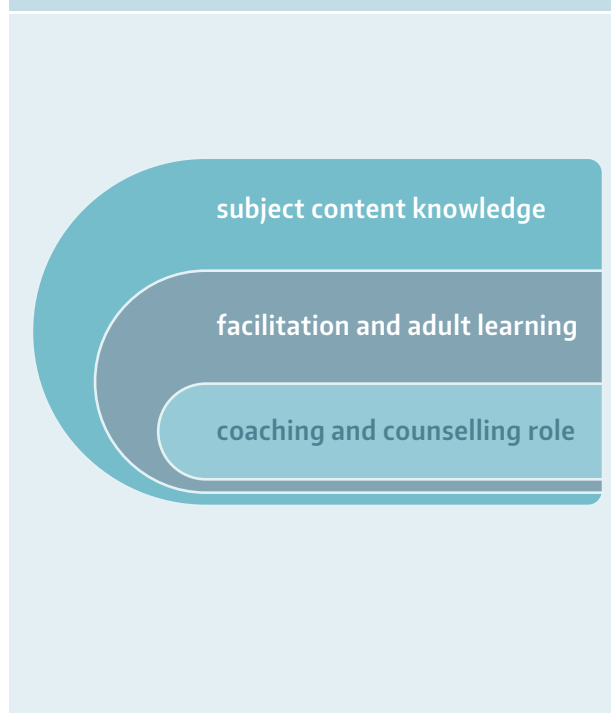 subject content knowledge
facilitation and adult learning
coaching and counselling role